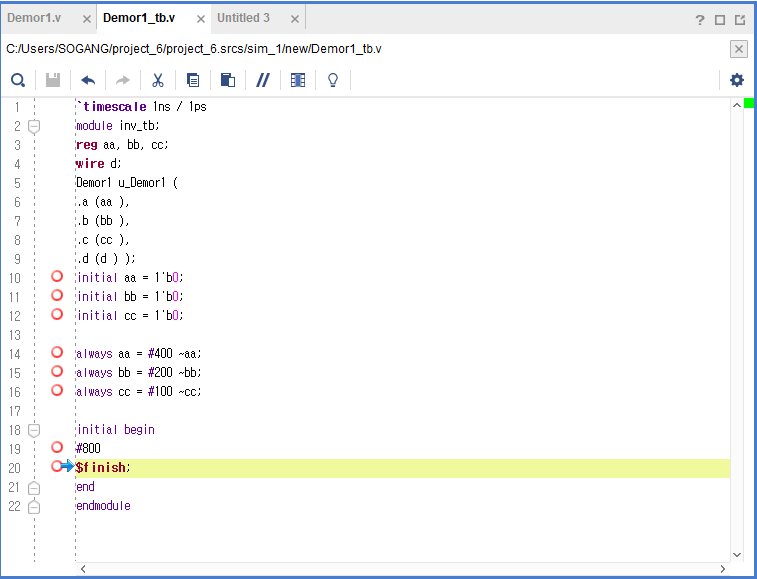 Demor1.v
Demor1_tb.v
Untitled 3
C:/Users/SOGANG/project_6/project_6.srcs/sim_1/new/Demor1_tb.v
1 `timescale 1ns / 1ps
2 module inv_tb;
3 reg aa, bb, cc;
4 wire d;
5 Demor1 u_Demor1 (
6 .a (aa ),
7 .b (bb ),
8 .c (cc ),
9 .d (d ) );
10 initial aa = 1'b0;
11 initial bb = 1'b0;
12 initial cc = 1'b0;
13
14 always aa = #400 ~aa;
15 always bb = #200 ~bb;
16 always cc = #100 ~cc;
17
18 initial begin
19 #800
20 $finish;
21 end
22 endmodule